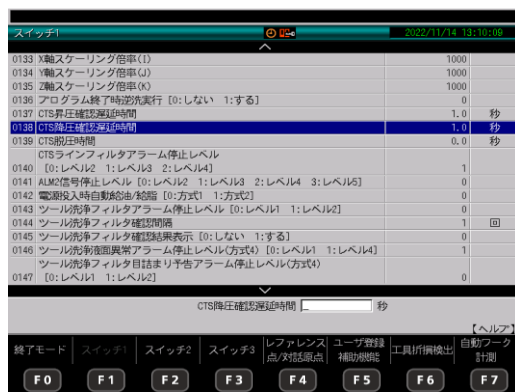 スイッチ1 2022/11/14 13:10:09
0133 X軸スケーリング倍率(I) 1000
0134 Y軸スケーリング倍率(J) 1000
0135 Z軸スケーリング倍率(K) 1000
0136 プログラム終了時逆洗実行 [0:しない 1:する] 0
0137 CTS昇圧確認遅延時間 1.0 秒
0138 CTS降圧確認遅延時間 1.0 秒
0139 CTS脱圧時間 0.0 秒
CTSラインフィルタアラーム停止レベル
0140 [0:レベル2 1:レベル3 2:レベル4] 1
0141 ALM2信号停止レベル [0:レベル2 1:レベル3 2:レベル4 3:レベル5] 0
0142 電源投入時自動給油/給脂 [0:方式1 1:方式2] 0
0143 ツール洗浄フィルタアラーム停止レベル [0:レベル1 1:レベル2] 0
0144 ツール洗浄フィルタ確認間隔 1 回
0145 ツール洗浄フィルタ確認結果表示 [0:しない 1:する] 0
0146 ツール洗浄液面異常アラーム停止レベル(方式4) [0:レベル1 1:レベル4] 1
ツール洗浄フィルタ目詰まり予告アラーム停止レベル(方式4)
0147 [0:レベル1 1:レベル2] 0
CTS降圧確認遅延時間 秒
【ヘルプ】
終了モード スイッチ1 スイッチ2 スイッチ3 レファレンス点/対話原点 ユーザ登録補助機能 工具折損検出 自動ワーク計測
F 0 F 1 F 2 F 3 F 4 F 5 F 6 F 7